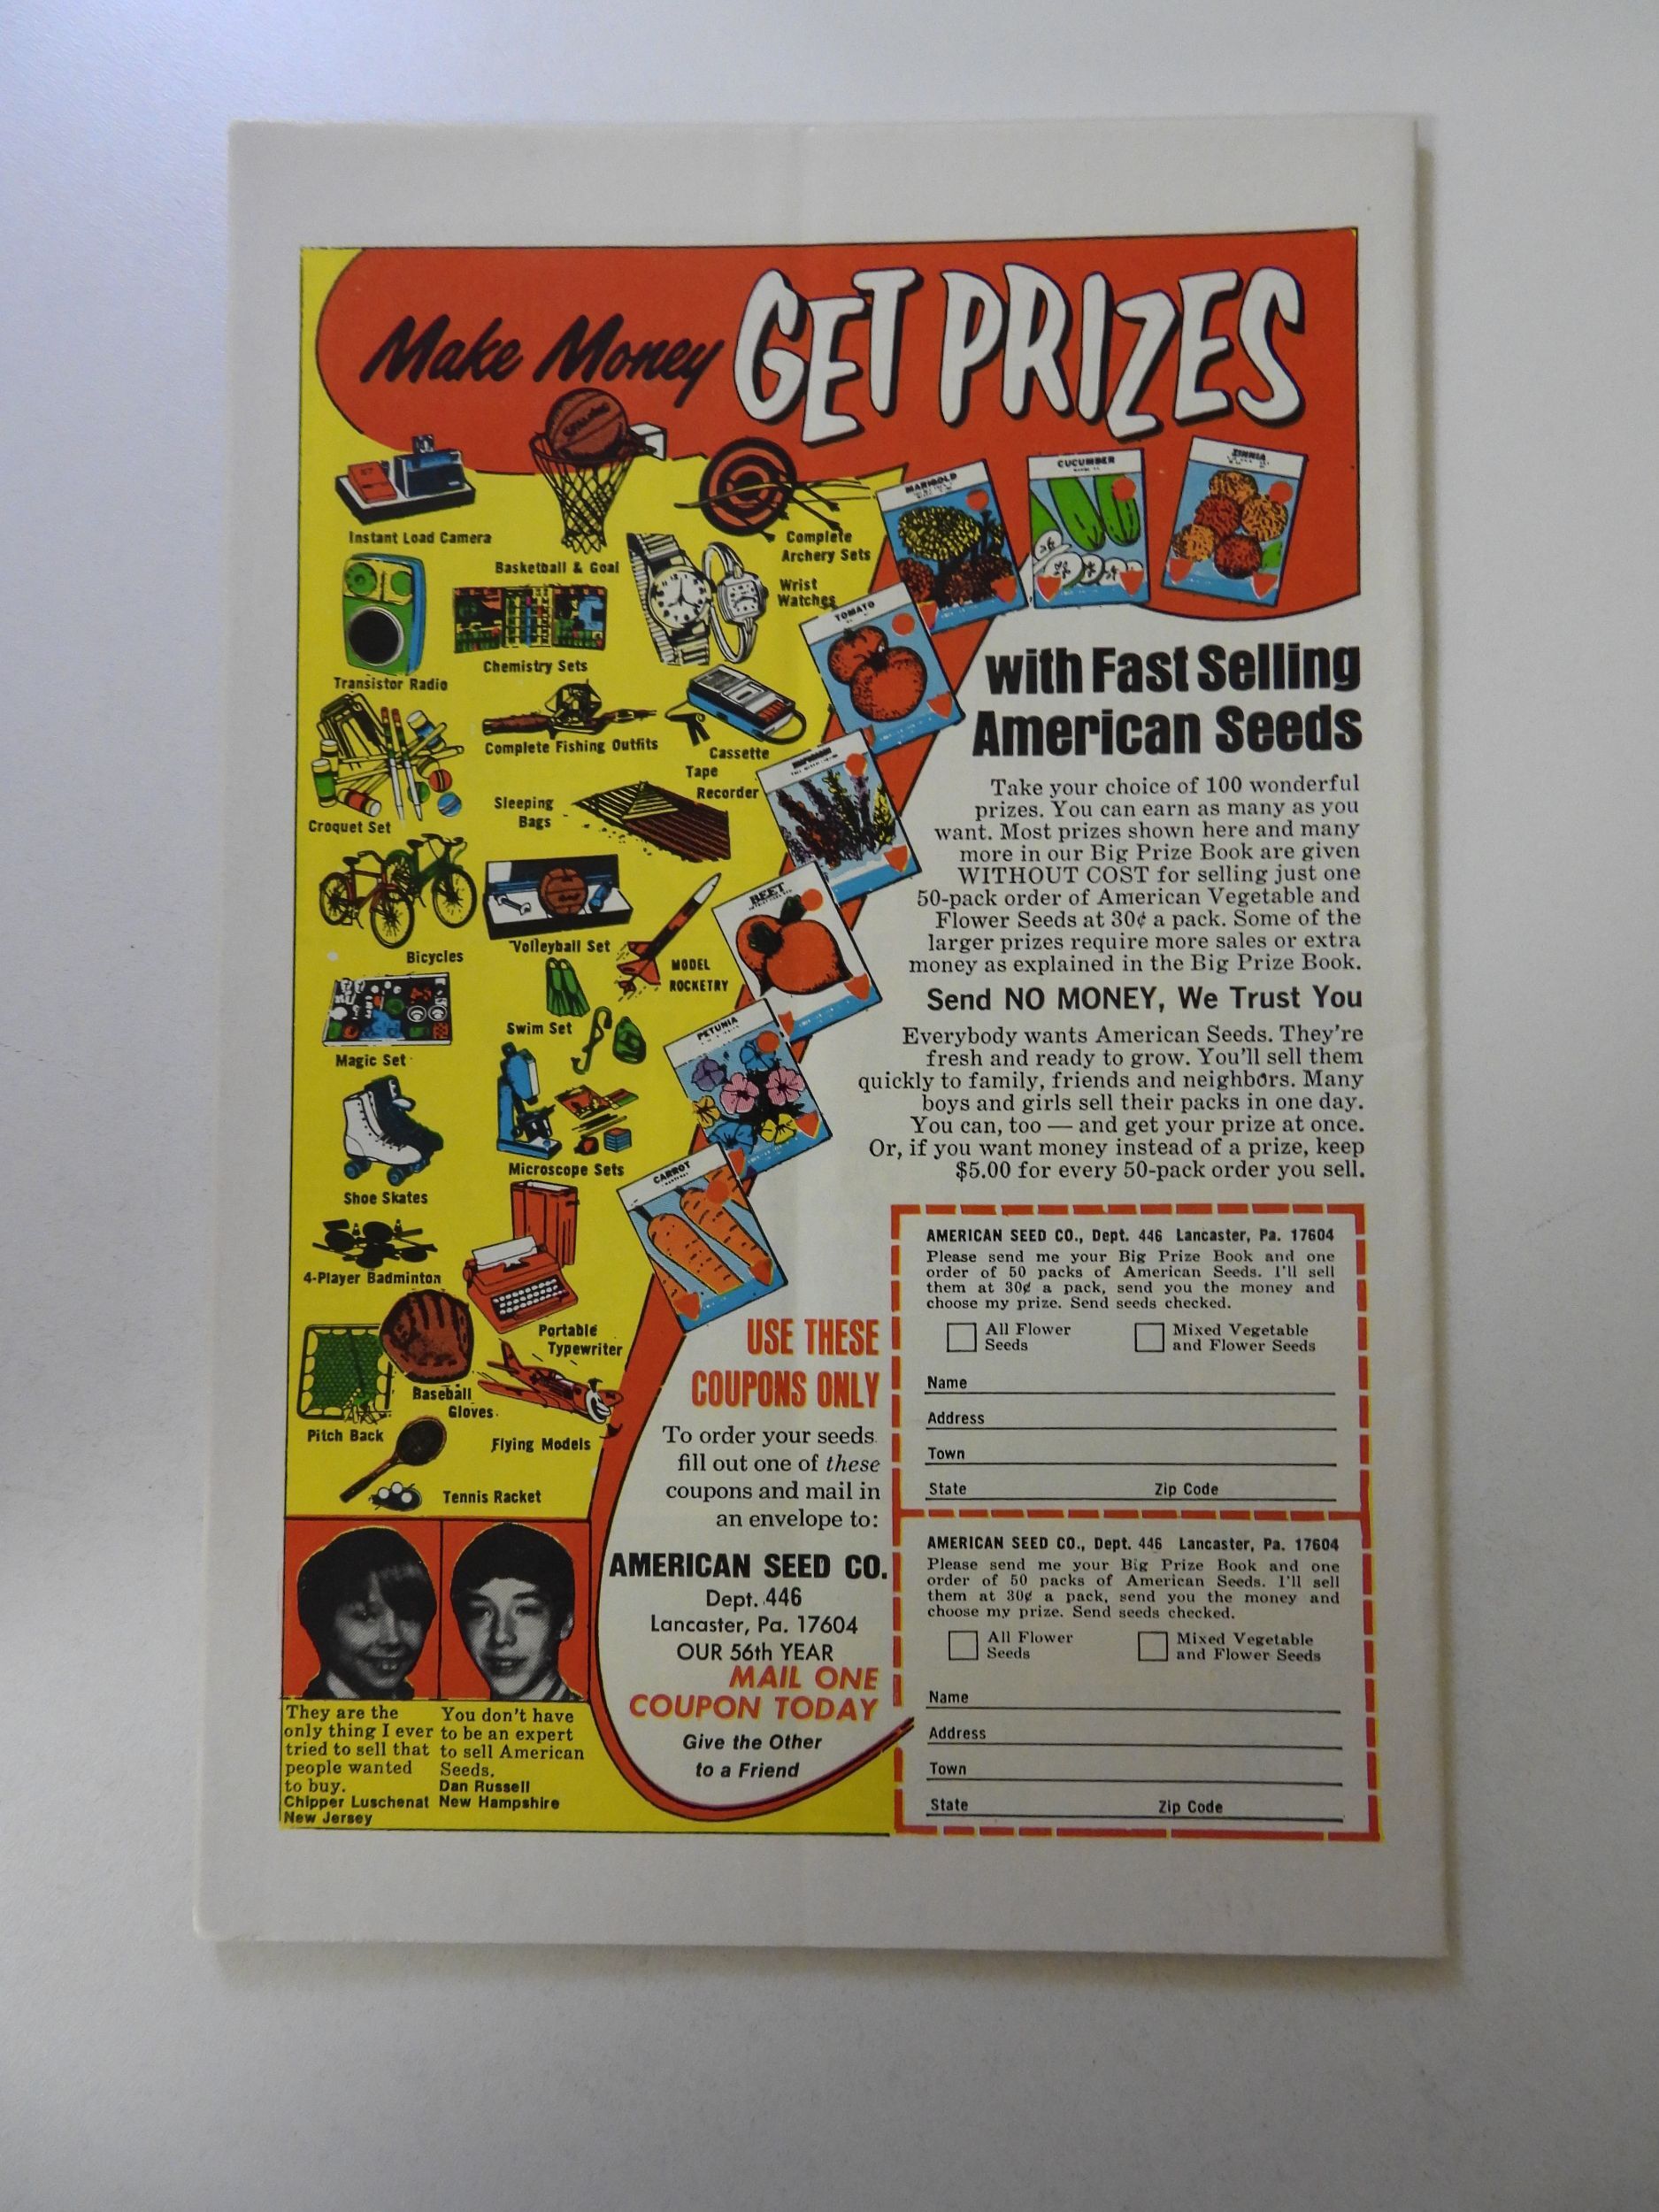 Make Money GET PRIZES
SPALDING
Instant Load Camera
Basketball & Goal
Complete
Archery Sets
Wrist
Watches
Transistor Radio
Chemistry Sets
Complete Fishing Outfits
Cassette
Tape
Recorder
Croquet Set
Sleeping
Bags
Bicycles
Volleyball Set
MODEL
ROCKETRY
Magic Set
Swim Set
Shoe Skates
Microscope Sets
4-Player Badminton
Portable
Typewriter
Baseball
Gloves
Pitch Back
Flying Models
Tennis Racket
MARIGOLD
CUCUMBER
ZINNIA
TOMATO
BEET
PETUNIA
CARROT
with Fast Selling
American Seeds
Take your choice of 100 wonderful
prizes. You can earn as many as you
want. Most prizes shown here and many
more in our Big Prize Book are given
WITHOUT COST for selling just one
50-pack order of American Vegetable and
Flower Seeds at 30¢ a pack. Some of the
larger prizes require more sales or extra
money as explained in the Big Prize Book.
Send NO MONEY, We Trust You
Everybody wants American Seeds. They're
fresh and ready to grow. You'll sell them
quickly to family, friends and neighbors. Many
boys and girls sell their packs in one day.
You can, too — and get your prize at once.
Or, if you want money instead of a prize, keep
$5.00 for every 50-pack order you sell.
They are the
only thing I ever
tried to sell that
people wanted
to buy.
Chipper Luschenat
New Jersey
You don't have
to be an expert
to sell American
Seeds.
Dan Russell
New Hampshire
USE THESE
COUPONS ONLY
To order your seeds
fill out one of these
coupons and mail in
an envelope to:
AMERICAN SEED CO.
Dept. 446
Lancaster, Pa. 17604
OUR 56th YEAR
MAIL ONE
COUPON TODAY
Give the Other
to a Friend
AMERICAN SEED CO., Dept. 446 Lancaster, Pa. 17604
Please send me your Big Prize Book and one
order of 50 packs of American Seeds. I'll sell
them at 30¢ a pack, send you the money and
choose my prize. Send seeds checked.
All Flower
Seeds
Mixed Vegetable
and Flower Seeds
Name
Address
Town
State Zip Code
AMERICAN SEED CO., Dept. 446 Lancaster, Pa. 17604
Please send me your Big Prize Book and one
order of 50 packs of American Seeds. I'll sell
them at 30¢ a pack, send you the money and
choose my prize. Send seeds checked.
All Flower
Seeds
Mixed Vegetable
and Flower Seeds
Name
Address
Town
State Zip Code